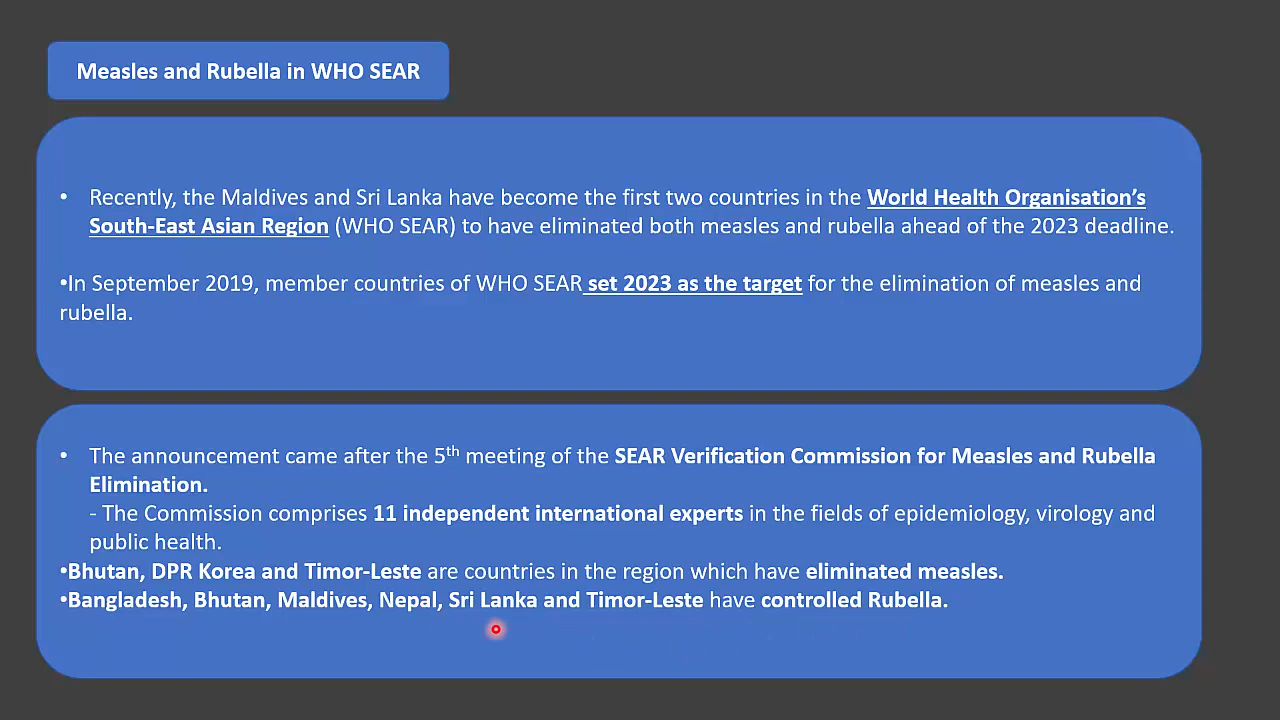 Measles and Rubella in WHO SEAR
• Recently, the Maldives and Sri Lanka have become the first two countries in the World Health Organisation’s
South-East Asian Region (WHO SEAR) to have eliminated both measles and rubella ahead of the 2023 deadline.
•In September 2019, member countries of WHO SEAR set 2023 as the target for the elimination of measles and
rubella.
• The announcement came after the 5th meeting of the SEAR Verification Commission for Measles and Rubella
Elimination.
- The Commission comprises 11 independent international experts in the fields of epidemiology, virology and
public health.
•Bhutan, DPR Korea and Timor-Leste are countries in the region which have eliminated measles.
•Bangladesh, Bhutan, Maldives, Nepal, Sri Lanka and Timor-Leste have controlled Rubella.